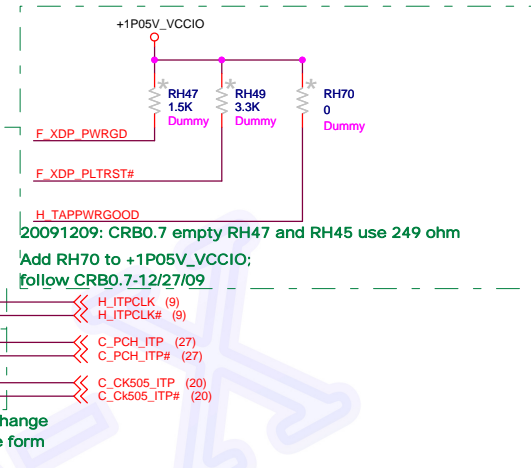 +1P05V_VCCIO
* * *
RH47 RH49 RH70
1.5K 3.3K 0
Dummy Dummy Dummy
F_XDP_PWRGD
F_XDP_PLTRST#
H_TAPPWRGOOD
20091209: CRB0.7 empty RH47 and RH45 use 249 ohm
Add RH70 to +1P05V_VCCIO;
follow CRB0.7-12/27/09
H_ITPCLK (9)
H_ITPCLK# (9)
C_PCH_ITP (27)
C_PCH_ITP# (27)
C_CK505_ITP (20)
C_Ck505_ITP# (20)
hange
e form